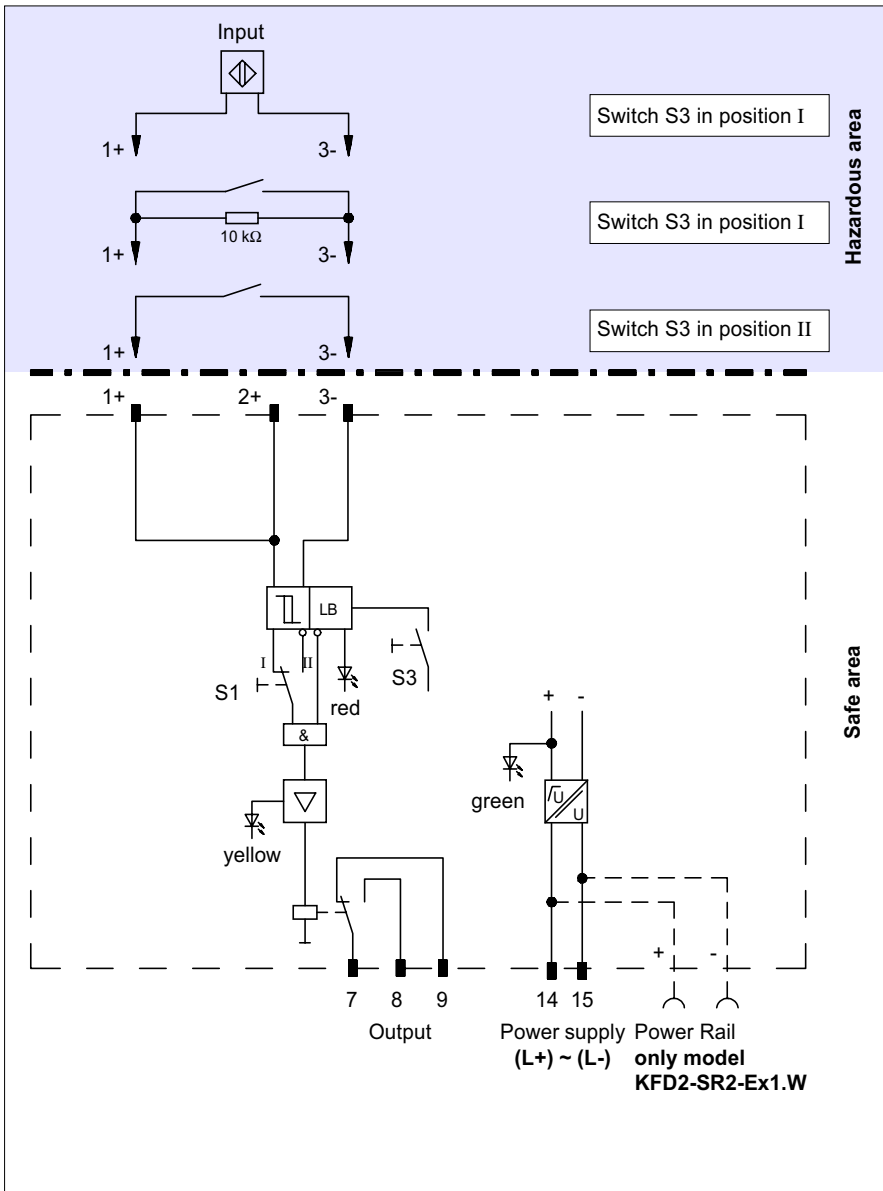 Input
Switch S3 in position I
1+ 3-
10 kΩ
Switch S3 in position I
1+ 3-
Switch S3 in position II
1+ 3-
Hazardous area
1+ 2+ 3-
LB
I II
S1
red
S3
&
yellow
+ -
green
U
U
Safe area
+ -
7 8 9
14 15
Output
Power supply
(L+) ~ (L-)
Power Rail
only model
KFD2-SR2-Ex1.W